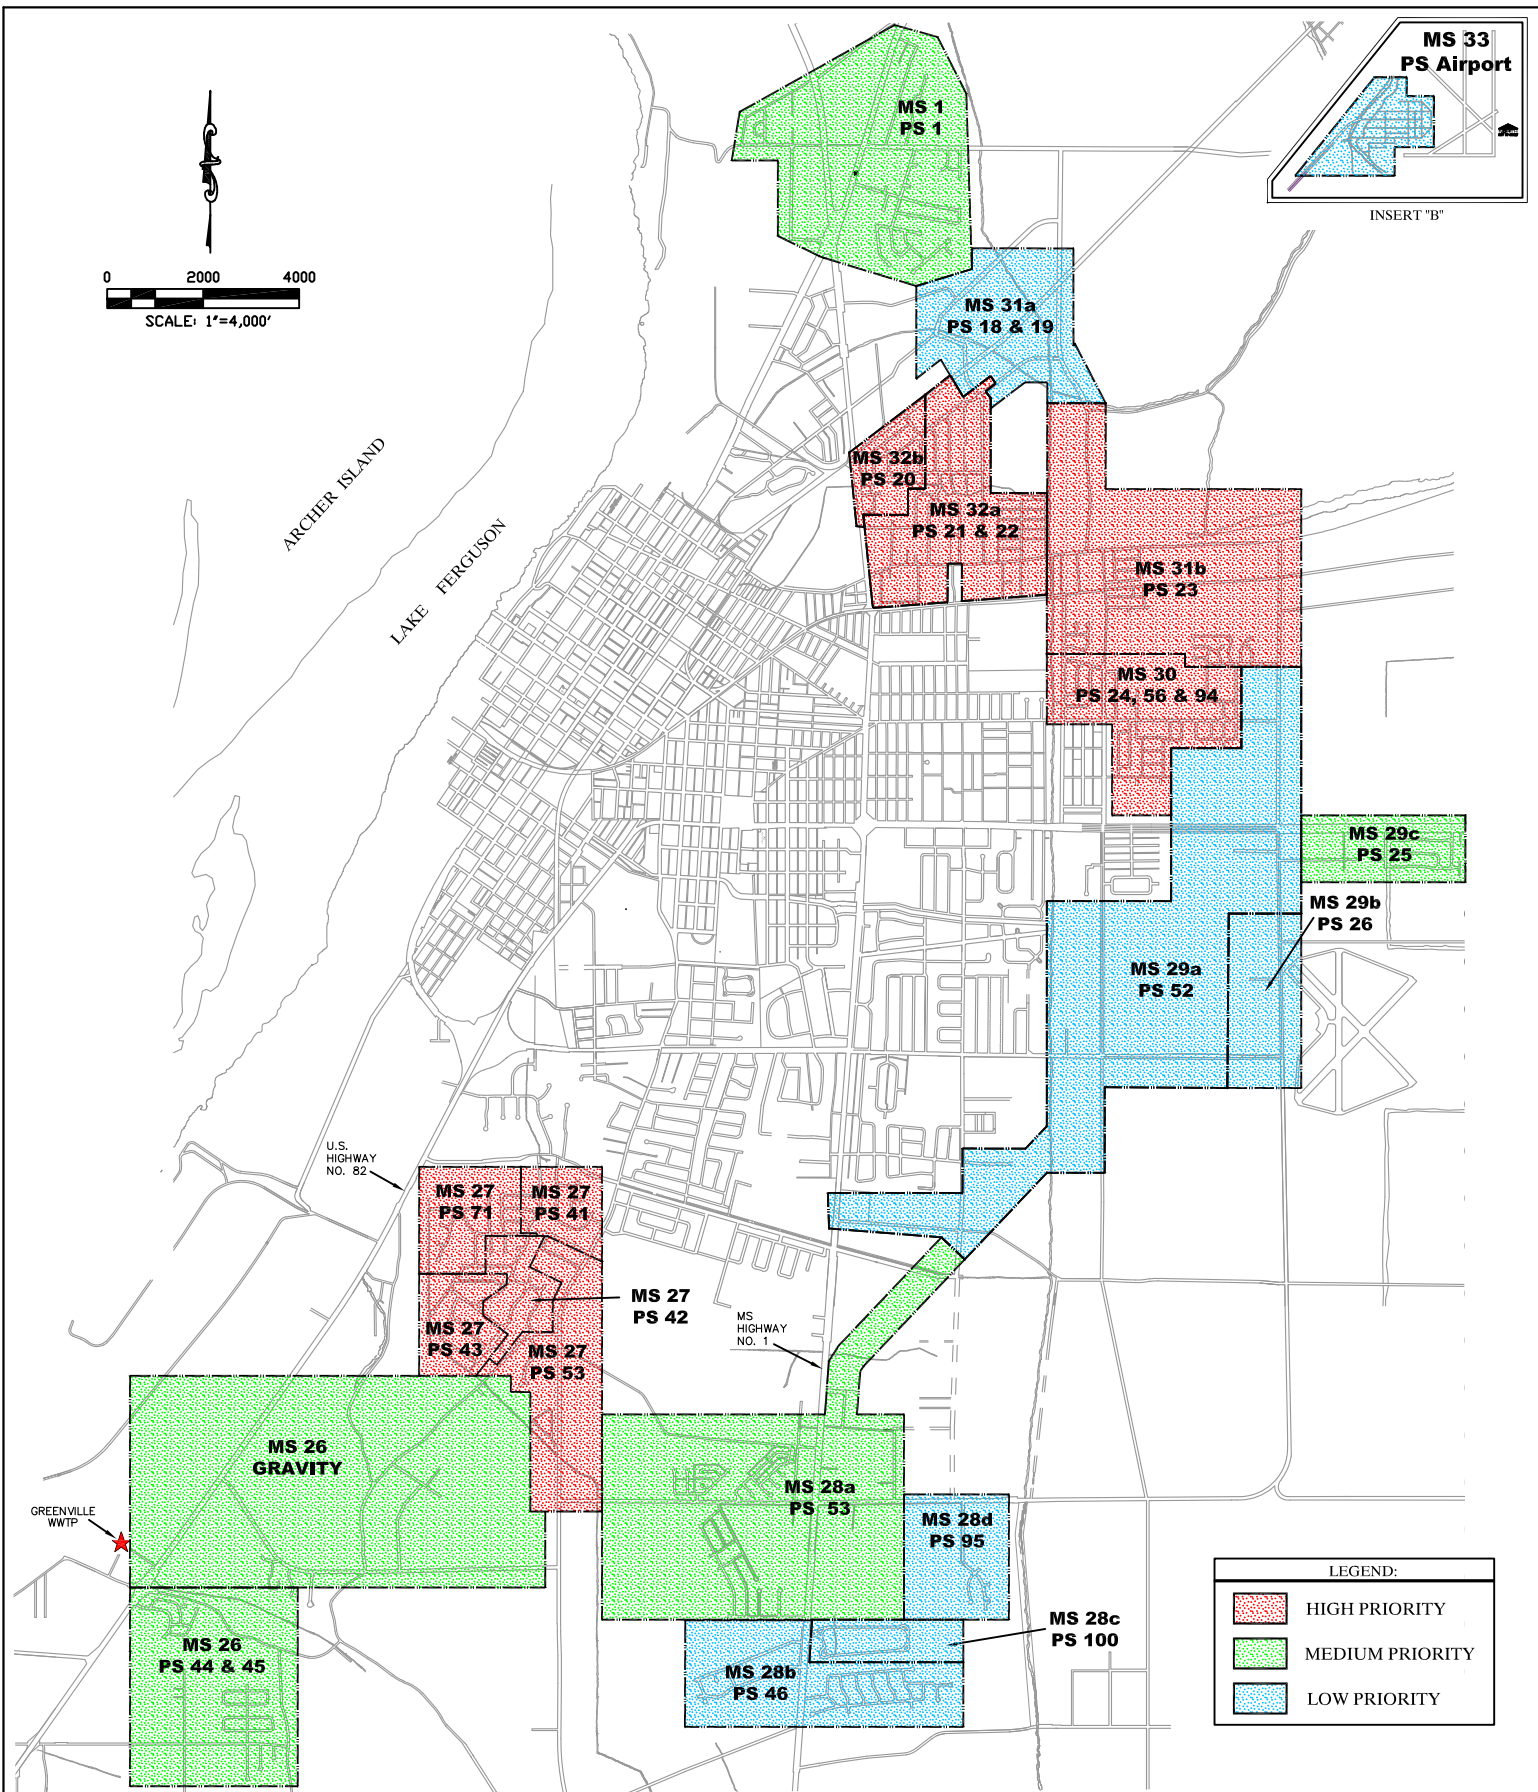 MS 33
PS Airport
INSERT "B"
MS 1
PS 1
0 2000 4000
SCALE: 1"=4,000'
MS 31a
PS 18 & 19
ARCHER ISLAND
LAKE FERGUSON
MS 32b
PS 20
MS 32a
PS 21 & 22
MS 31b
PS 23
MS 30
PS 24, 56 & 94
MS 29c
PS 25
MS 29b
PS 26
MS 29a
PS 52
U.S.
HIGHWAY
NO. 82
MS 27
PS 71
MS 27
PS 41
MS 27
PS 42
MS 27
PS 43
MS 27
PS 53
MS
HIGHWAY
NO. 1
MS 26
GRAVITY
MS 28a
PS 53
GREENVILLE
WWTP
MS 28d
PS 95
MS 28c
PS 100
MS 26
PS 44 & 45
MS 28b
PS 46
LEGEND:
HIGH PRIORITY
MEDIUM PRIORITY
LOW PRIORITY